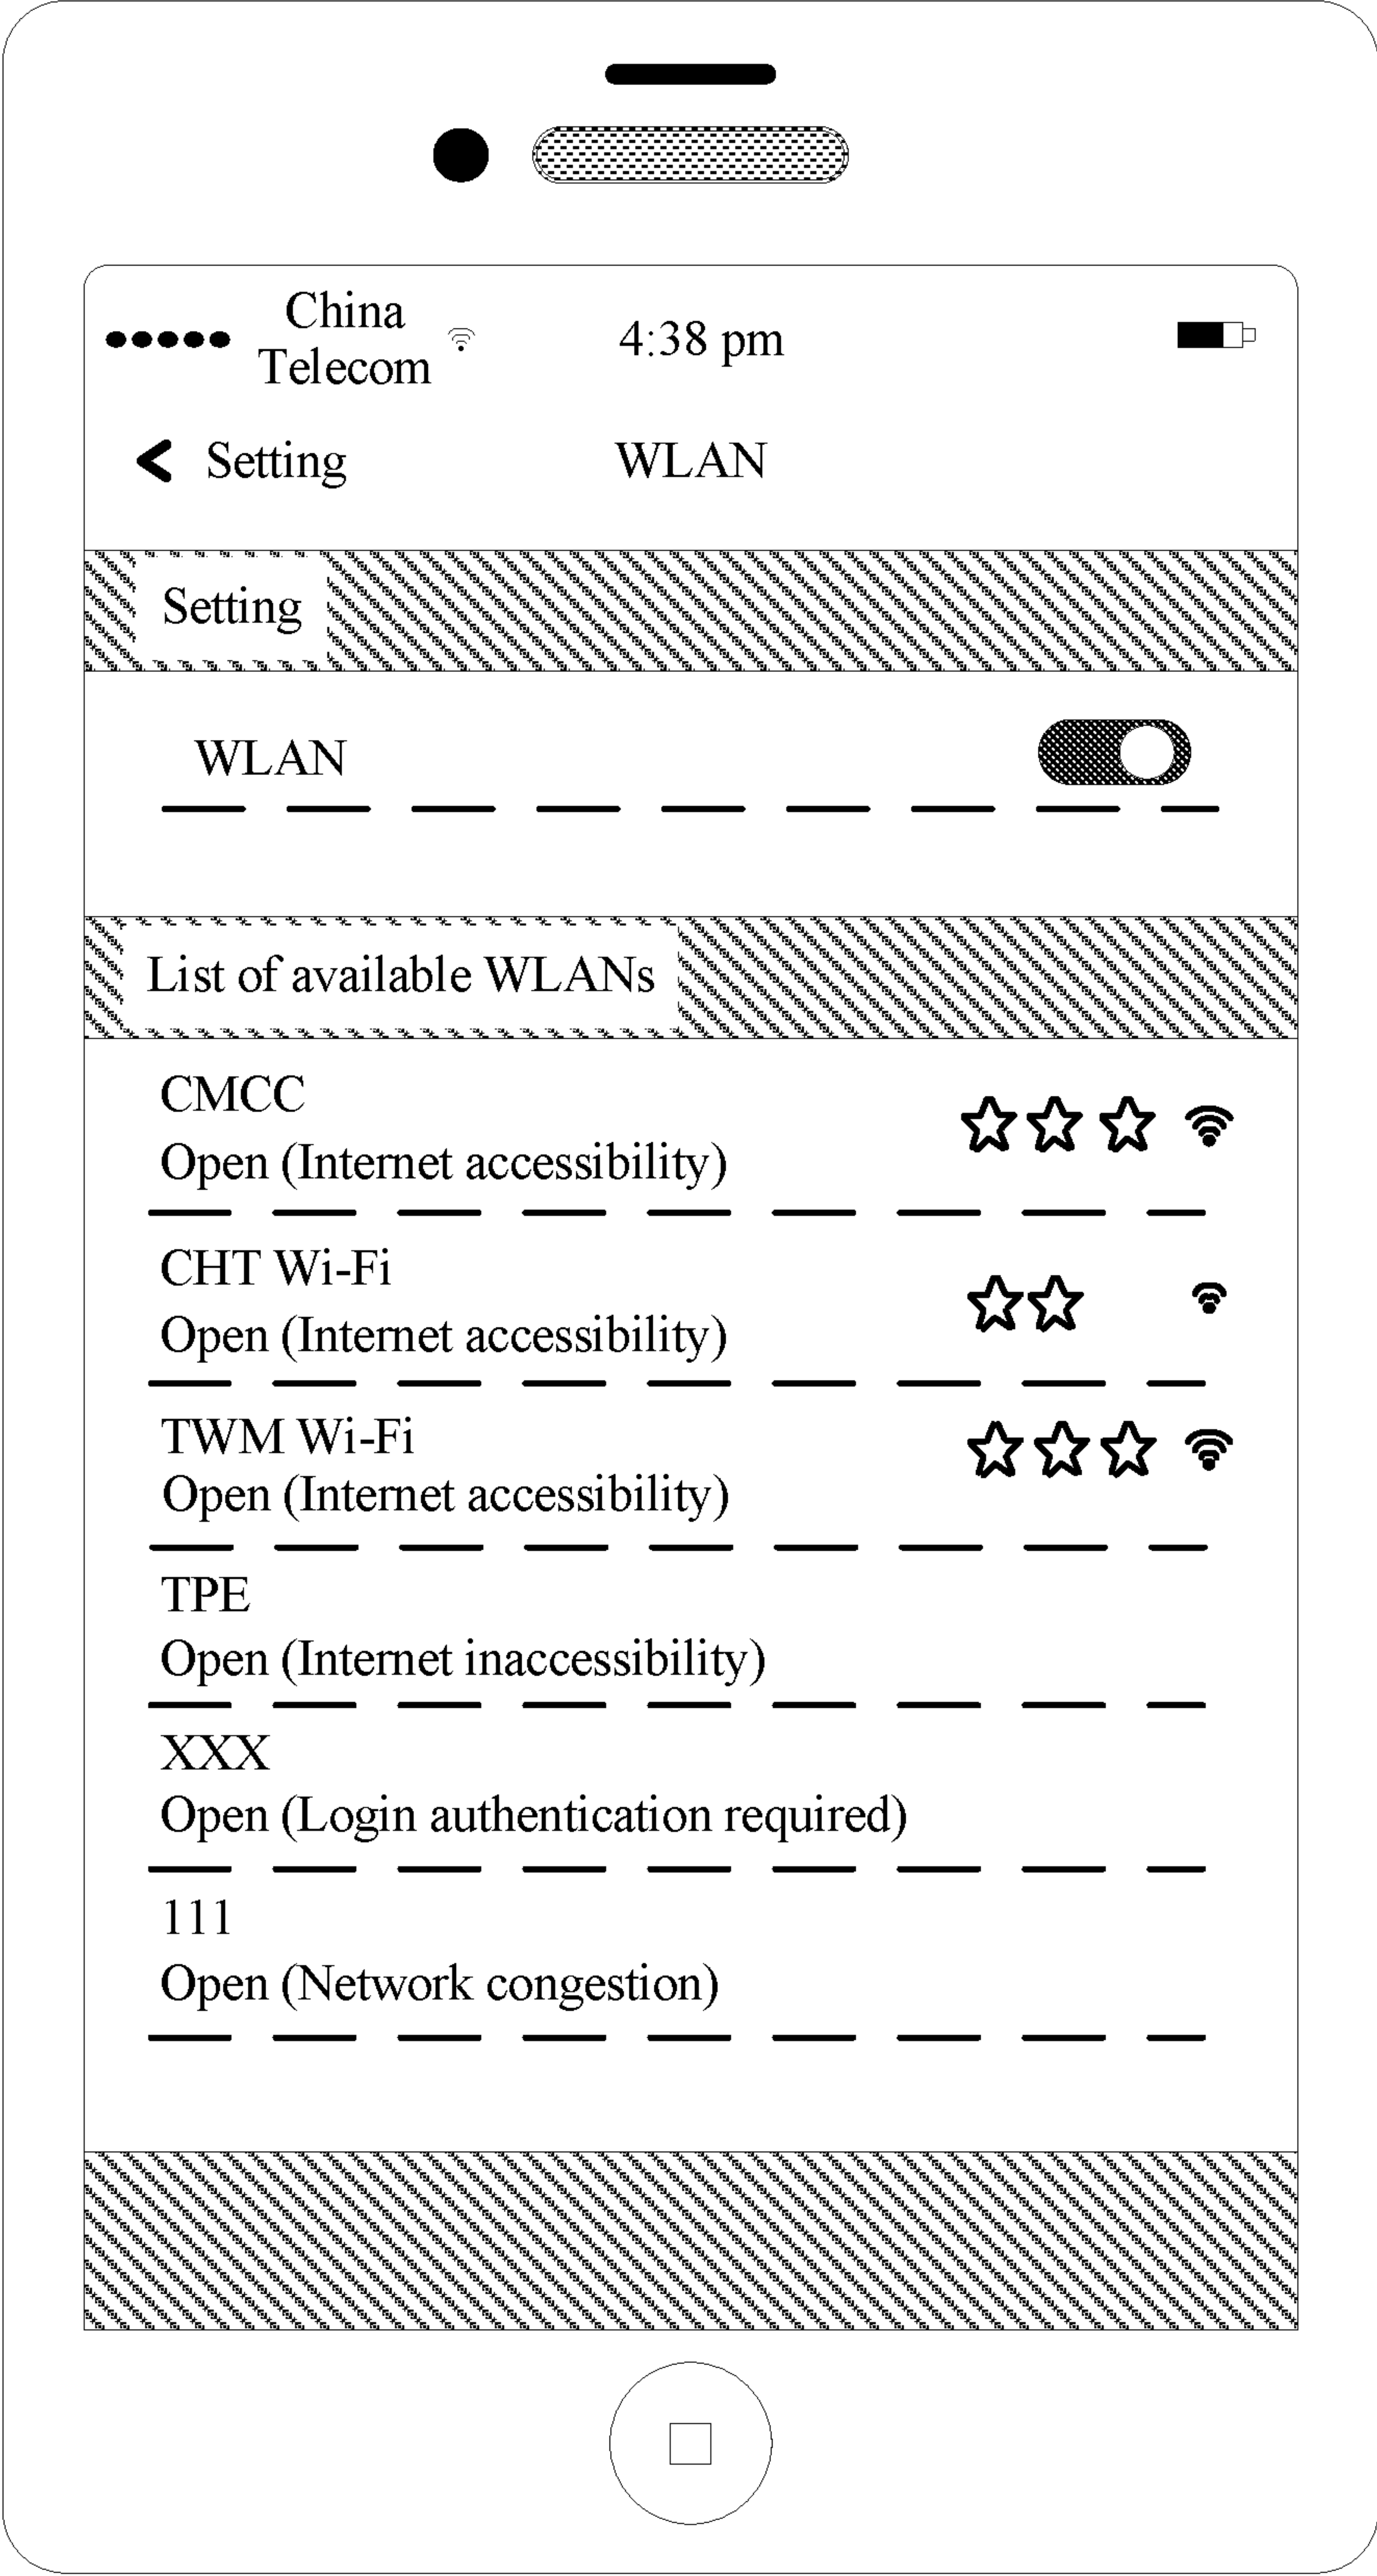 China
Telecom
4:38 pm
Setting
WLAN
Setting
WLAN
List of available WLANs
CMCC
Open (Internet accessibility)
CHT Wi-Fi
Open (Internet accessibility)
TWM Wi-Fi
Open (Internet accessibility)
TPE
Open (Internet inaccessibility)
XXX
Open (Login authentication required)
111
Open (Network congestion)